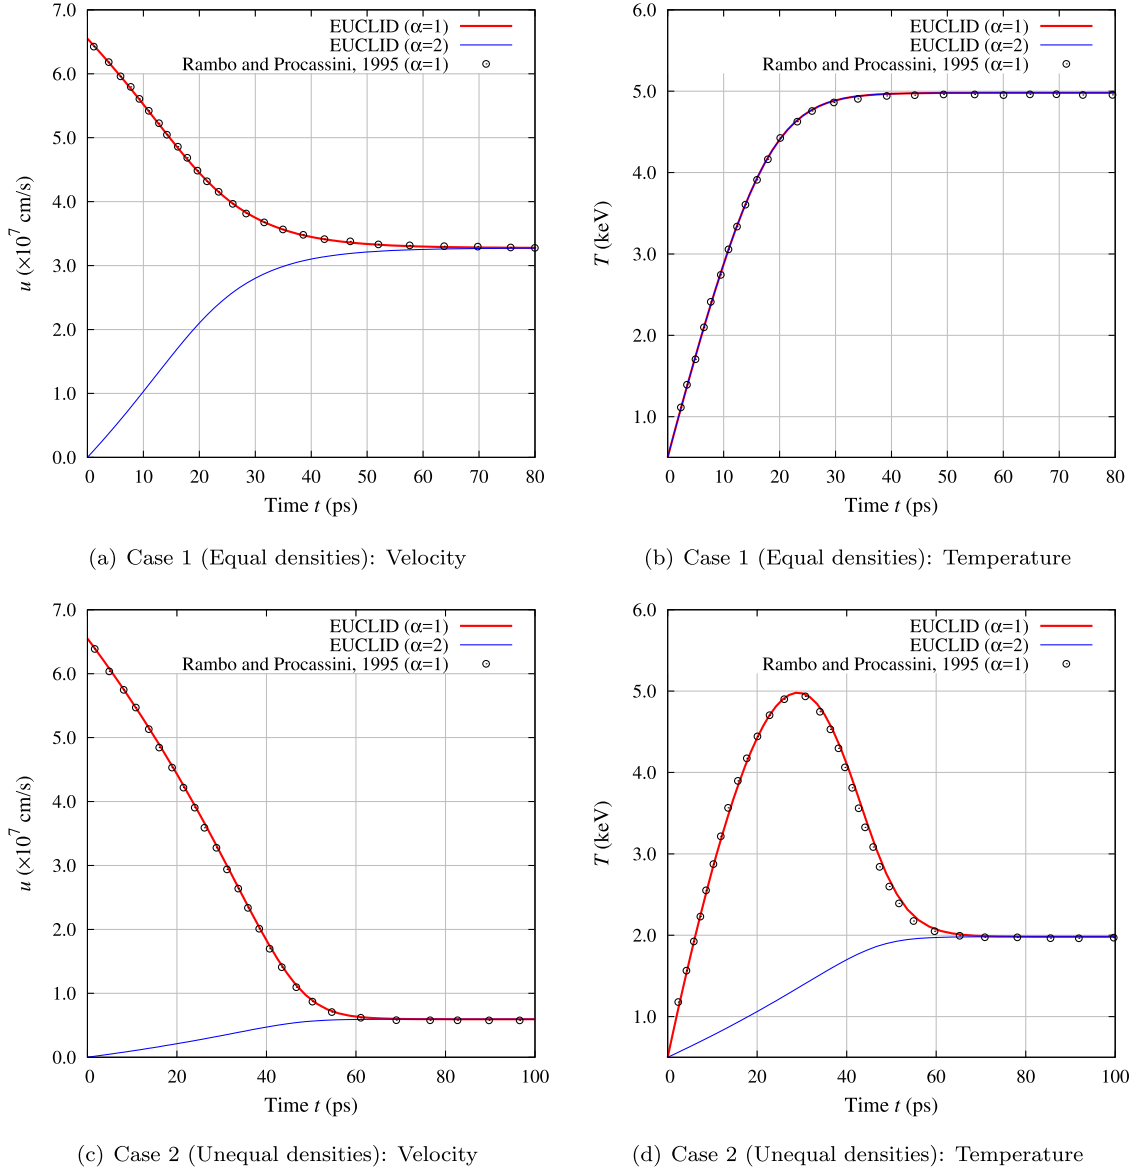 7.0
6.0
5.0
4.0
3.0
2.0
1.0
0.0
u (×10⁷ cm/s)
EUCLID (α=1)
EUCLID (α=2)
Rambo and Procassini, 1995 (α=1)
0 10 20 30 40 50 60 70 80
Time t (ps)
(a) Case 1 (Equal densities): Velocity
6.0
5.0
4.0
3.0
2.0
1.0
T (keV)
EUCLID (α=1)
EUCLID (α=2)
Rambo and Procassini, 1995 (α=1)
0 10 20 30 40 50 60 70 80
Time t (ps)
(b) Case 1 (Equal densities): Temperature
7.0
6.0
5.0
4.0
3.0
2.0
1.0
0.0
u (×10⁷ cm/s)
EUCLID (α=1)
EUCLID (α=2)
Rambo and Procassini, 1995 (α=1)
0 20 40 60 80 100
Time t (ps)
(c) Case 2 (Unequal densities): Velocity
6.0
5.0
4.0
3.0
2.0
1.0
T (keV)
EUCLID (α=1)
EUCLID (α=2)
Rambo and Procassini, 1995 (α=1)
0 20 40 60 80 100
Time t (ps)
(d) Case 2 (Unequal densities): Temperature